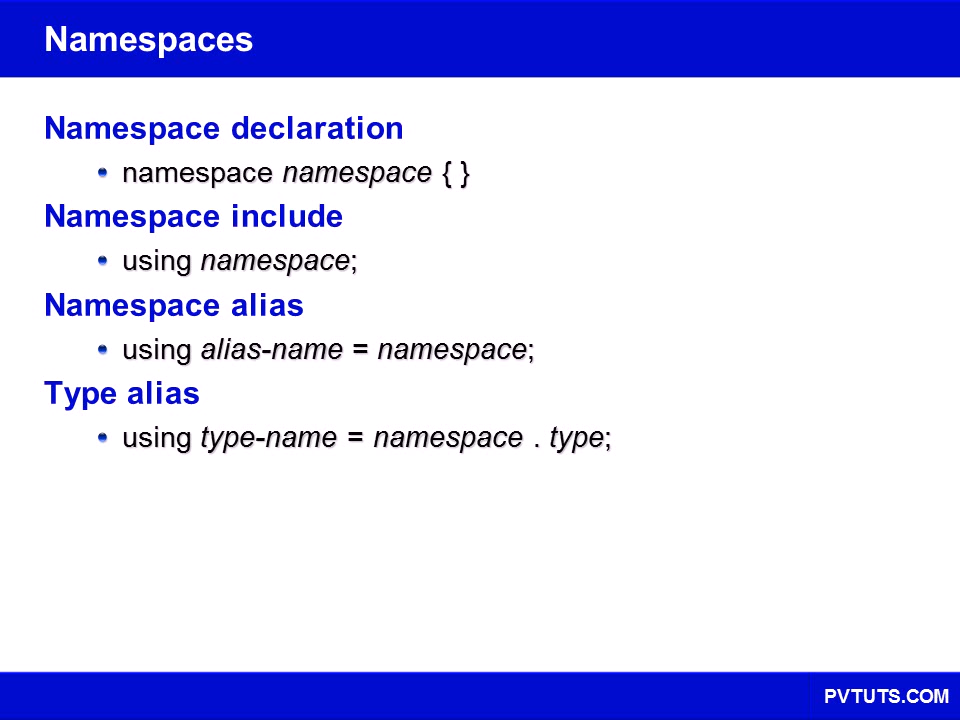 Namespaces
Namespace declaration
• namespace namespace { }
Namespace include
• using namespace;
Namespace alias
• using alias-name = namespace;
Type alias
• using type-name = namespace . type;
PVTUTS.COM